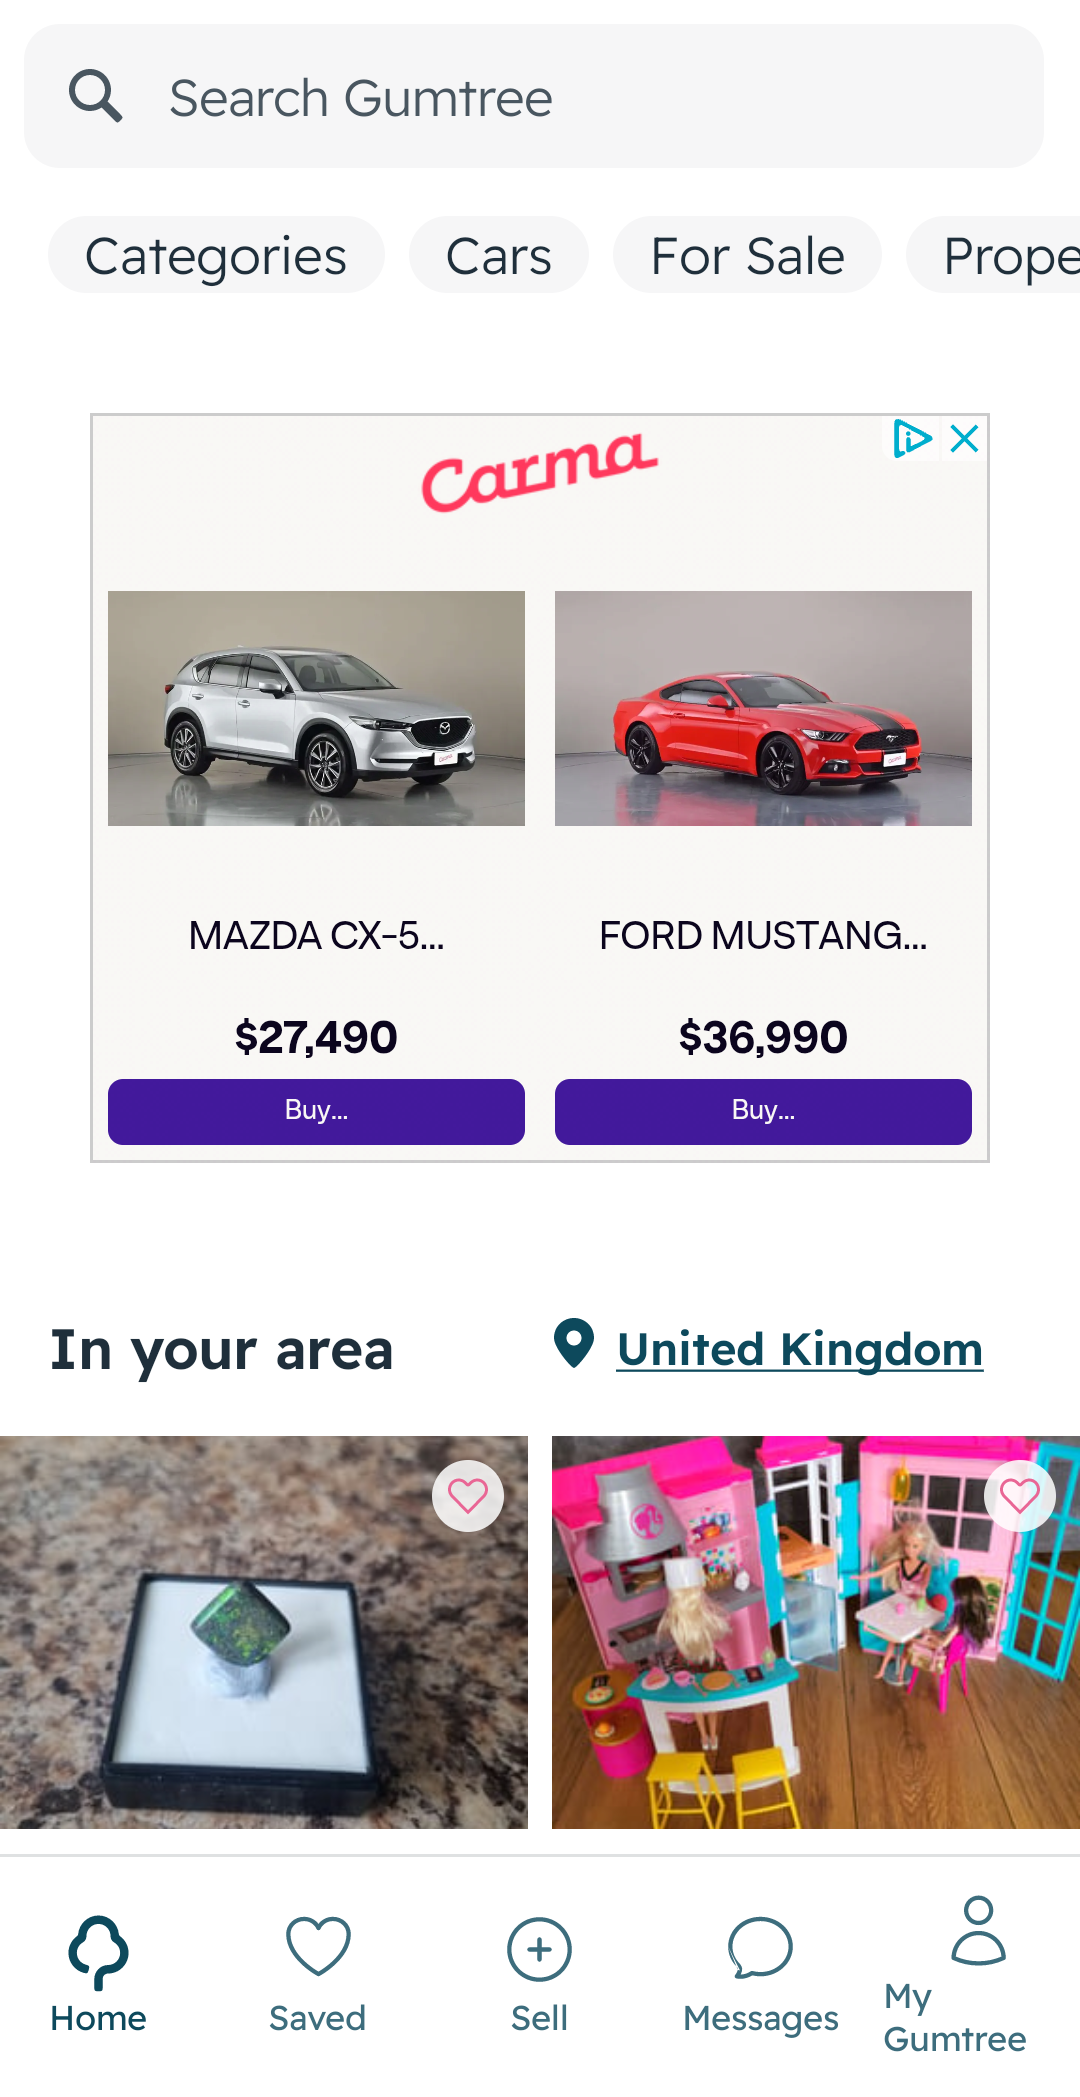 Search Gumtree
Categories
Cars
For Sale
Prope
Carma
MAZDA CX-5...
FORD MUSTANG...
$27,490
$36,990
Buy...
Buy...
In your area
United Kingdom
Home
Saved
Sell
Messages
My
Gumtree